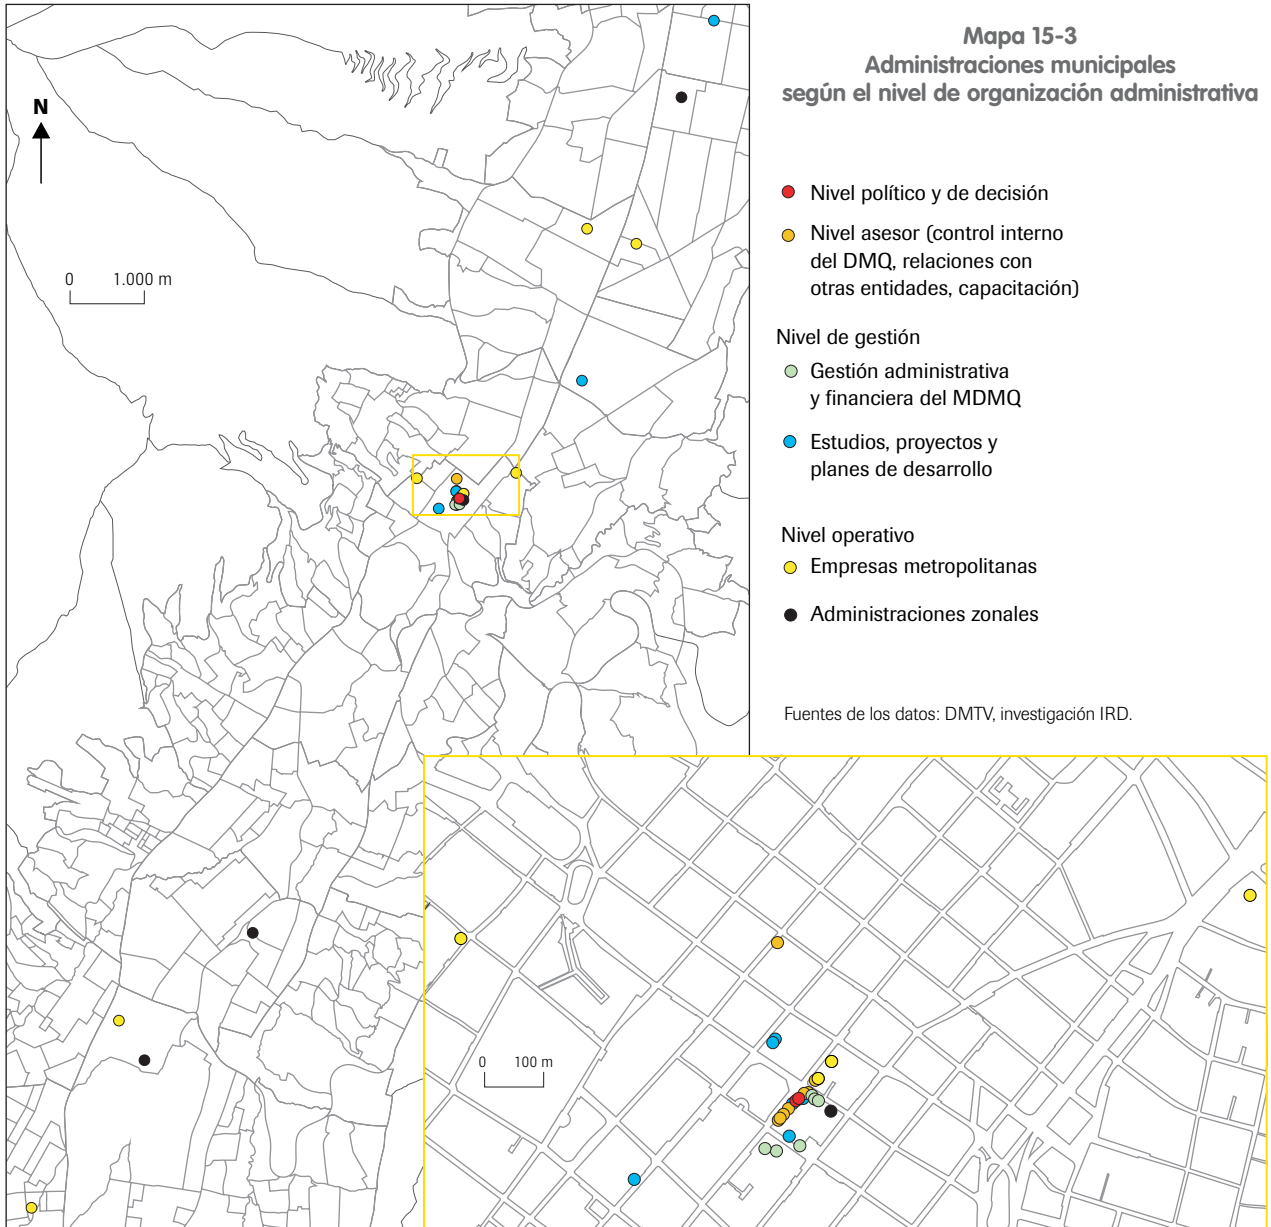 Mapa 15-3
Administraciones municipales
según el nivel de organización administrativa
N
0 1.000 m
Nivel político y de decisión
Nivel asesor (control interno
del DMQ, relaciones con
otras entidades, capacitación)
Nivel de gestión
Gestión administrativa
y financiera del MDMQ
Estudios, proyectos y
planes de desarrollo
Nivel operativo
Empresas metropolitanas
Administraciones zonales
Fuentes de los datos: DMTV, investigación IRD.
0 100 m